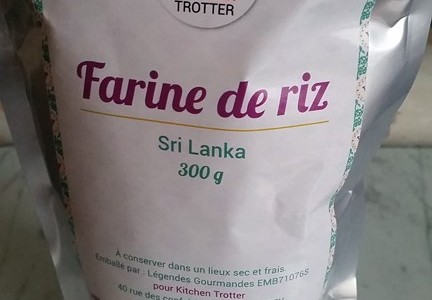 TROTTER
Farine de riz
Sri Lanka
300 g
À conserver dans un lieux sec et frais.
Emballé par : Légendes Gourmandes EMB71076S
pour Kitchen Trotter
40 rue des